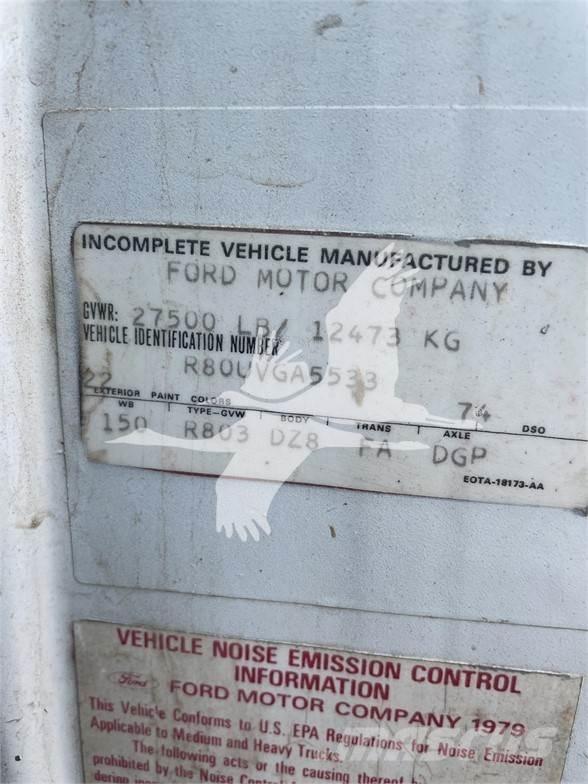 INCOMPLETE VEHICLE MANUFACTURED BY
FORD MOTOR COMPANY
GVWR: 27500 LB/ 12473 KG
VEHICLE IDENTIFICATION NUMBER
R80UVGA5533
22 74
EXTERIOR PAINT COLORS DSO
WB TYPE-GVW BODY TRANS AXLE
150 R803 DZ8 FA DGP
EOTA-18173-AA
VEHICLE NOISE EMISSION CONTROL
INFORMATION
Ford FORD MOTOR COMPANY 1979
This Vehicle Conforms to U.S. EPA Regulations for Noise Emission
Applicable to Medium and Heavy Trucks.
The following acts or the causing thereof
prohibited by the Noise